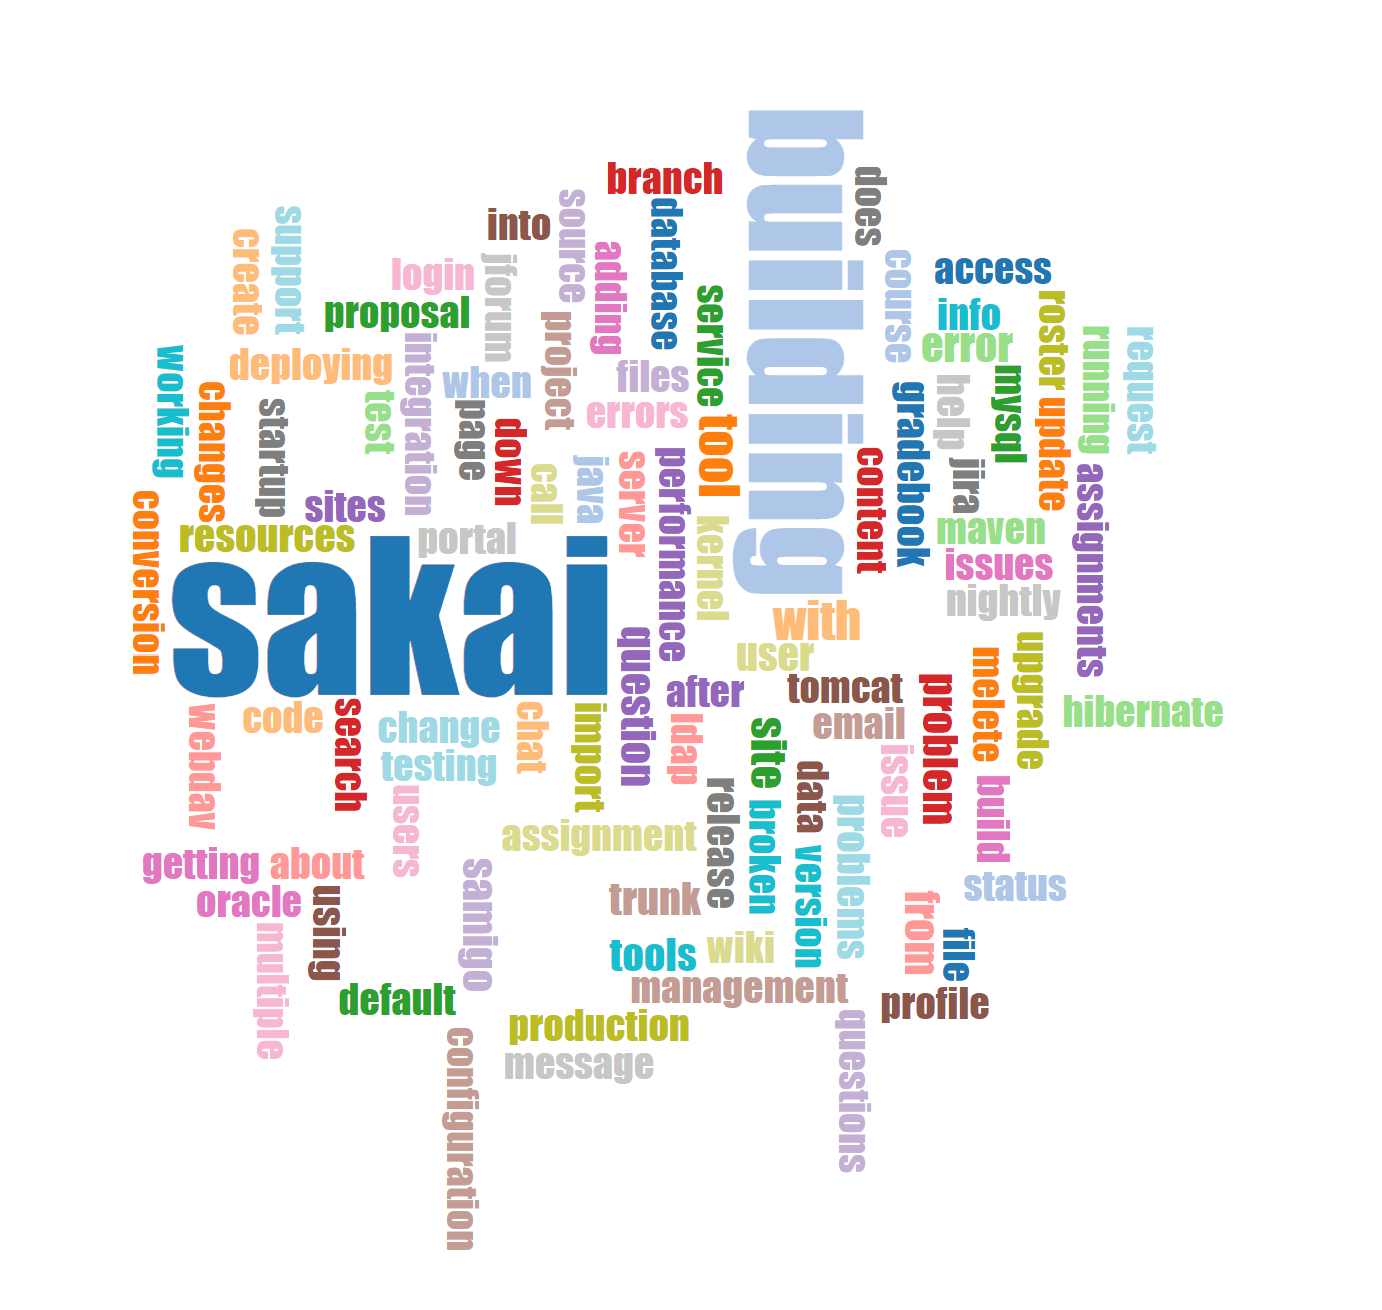 building
branch
does
source
database
into
support
create
adding
course
access
login
jforum
service
roster
proposal
project
info
running
request
error
integration
working
deploying
when
files
mysql
help
gradebook
changes
test
startup
page
errors
update
tool
down
performance
content
server
java
jira
call
assignments
sites
conversion
kernel
maven
resources
portal
sakai
issues
nightly
with
question
upgrade
user
melete
after
tomcat
problem
hibernate
webdav
code
search
change
chat
import
ldap
email
site
issue
testing
data
build
release
users
broken
problems
assignment
version
getting
about
samigo
status
oracle
using
trunk
from
multiple
tools
wiki
file
default
management
profile
production
questions
configuration
message